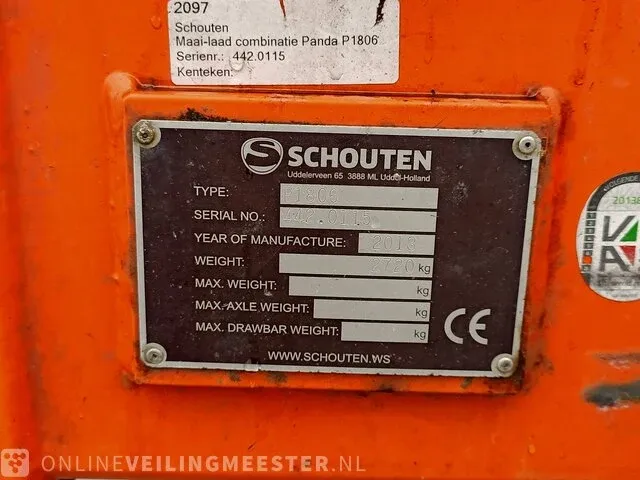 2097
Schouten
Maai-laad combinatie Panda P1806
Serienr.: 442.0115
Kenteken:
SCHOUTEN
Uddelerveen 65 3888 ML Uddel-Holland
TYPE:
SERIAL NO.: 442.0115
YEAR OF MANUFACTURE: 2018
WEIGHT: 2720 kg
MAX. WEIGHT: kg
MAX. AXLE WEIGHT: kg
MAX. DRAWBAR WEIGHT: kg
CE
WWW.SCHOUTEN.WS
ONLINEVEILINGMEESTER.NL